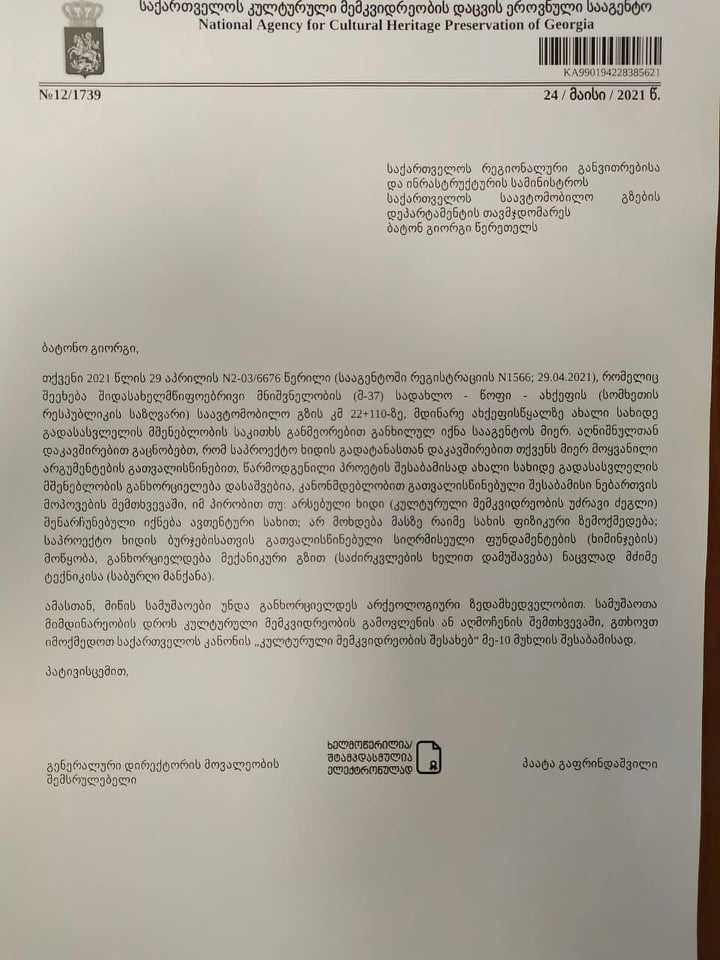 საქართველოს კულტურული მემკვიდრეობის დაცვის ეროვნული სააგენტო
National Agency for Cultural Heritage Preservation of Georgia
KA990194228385621
№12/1739
24 / მაისი / 2021 წ.
საქართველოს რეგიონალური განვითრებისა
და ინრასტრუქტურის სამინისტროს
საქართველოს საავტომობილო გზების
დეპარტამენტის თავმჯდომარეს
ბატონ გიორგი წერეთელს
ბატონო გიორგი,
თქვენი 2021 წლის 29 აპრილის N2-03/6676 წერილი (სააგენტოში რეგისტრაციის N1566; 29.04.2021), რომელიც
შეეხება შიდასახელმწიფოებრივი მნიშვნელობის (შ-37) სადახლო - წოფი - ახქეფის (სომხეთის
რესპუბლიკის საზღვარი) საავტომობილო გზის კმ 22+110-ზე, მდინარე ახქეფისწყალზე ახალი სახიდე
გადასასვლელის მშენებლობის საკითხს განმეორებით განხილულ იქნა სააგენტოს მიერ. აღნიშნულთან
დაკავშირებით გაცნობებთ, რომ საპროექტო ხიდის გადატანასთან დაკავშირებით თქვენს მიერ მოყვანილი
არგუმენტების გათვალისწინებით, წარმოდგენილი პროეტის შესაბამისად ახალი სახიდე გადასასვლელის
მშენებლობის განხორციელება დასაშვებია, კანონმდებლობით გათვალისწინებული შესაბამისი ნებართვის
მოპოვების შემთხვევაში, იმ პირობით თუ: არსებული ხიდი (კულტურული მემკვიდრეობის უძრავი ძეგლი)
შენარჩუნებული იქნება ავთენტური სახით; არ მოხდება მასზე რაიმე სახის ფიზიკური ზემოქმედება;
საპროექტო ხიდის ბურჯებისათვის გათვალისწინებული სიღრმისეული ფუნდამენტების (ხიმინჯების)
მოწყობა, განხორციელდება მექანიკური გზით (საძირკვლების ხელით დამუშავება) ნაცვლად მძიმე
ტექნიკისა (საბურღი მანქანა).
ამასთან, მიწის სამუშაოები უნდა განხორციელდეს არქეოლოგიური ზედამხედველობით. სამუშაოთა
მიმდინარეობის დროს კულტურული მემკვიდრეობის გამოვლენის ან აღმოჩენის შემთხვევაში, გთხოვთ
იმოქმედოთ საქართველოს კანონის „კულტურული მემკვიდრეობის შესახებ“ მე-10 მუხლის შესაბამისად.
პატივისცემით,
გენერალური დირექტორის მოვალეობის
შემსრულებელი
ხელმოწერილია/
შტამპდასმულია
ელექტრონულად
პაატა გაფრინდაშვილი